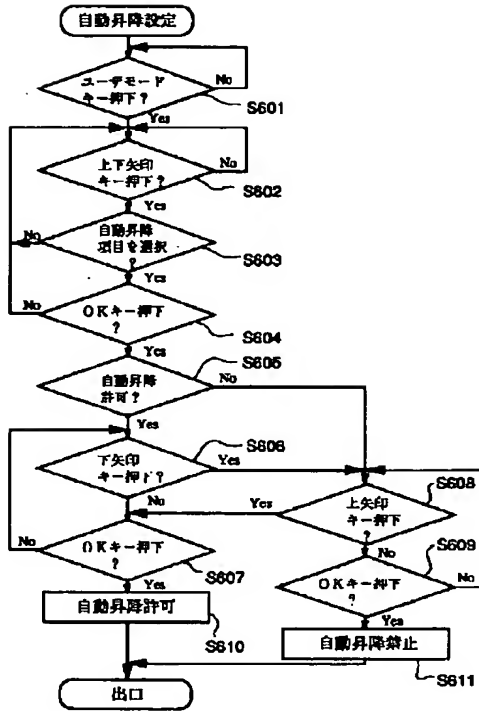 自動昇降設定
ユーザモード
キー押下?
No
S601
Yes
上下矢印
キー押下?
No
S602
Yes
No
自動昇降
項目を選択
?
S603
Yes
No
OKキー押下
?
S604
Yes
S605
自動昇降
許可?
No
Yes
S606
下矢印
キー押下?
Yes
No
S608
Yes
上矢印
キー押下
?
No
OKキー押下
?
S607
No
S609
OKキー押下
?
No
Yes
自動昇降許可
S610
Yes
自動昇降禁止
S611
出口